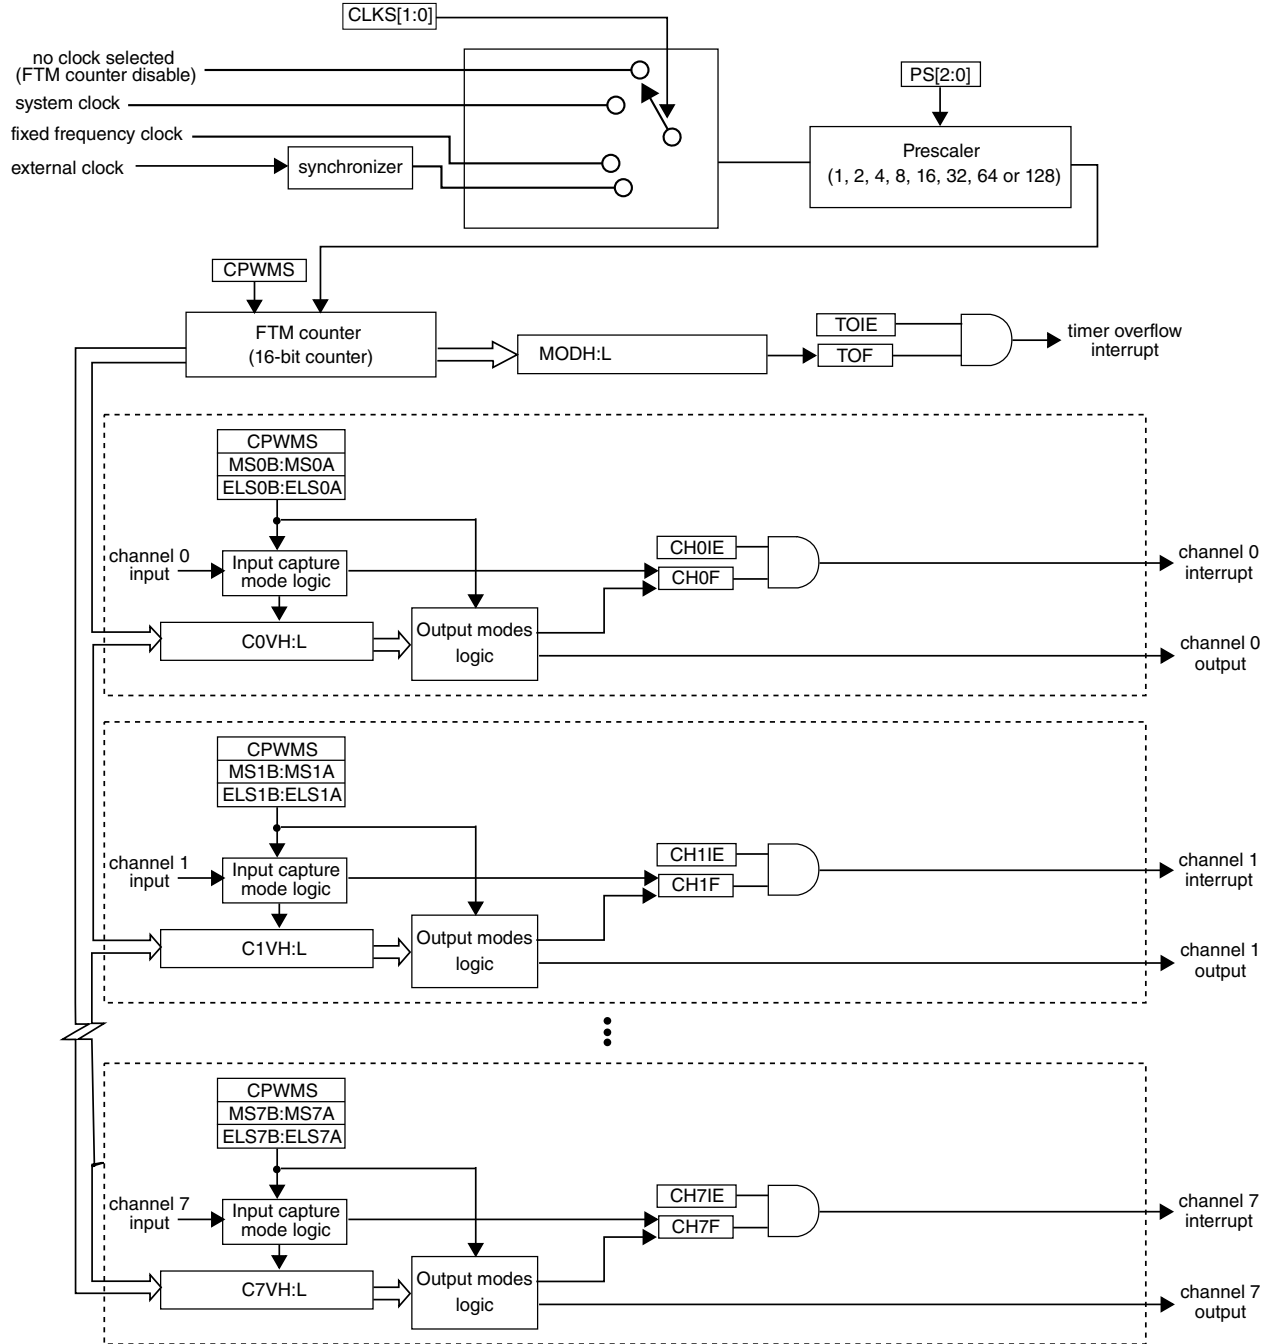 CLKS[1:0]
no clock selected
(FTM counter disable)
system clock
fixed frequency clock
external clock
synchronizer
PS[2:0]
Prescaler
(1, 2, 4, 8, 16, 32, 64 or 128)
CPWMS
FTM counter
(16-bit counter)
MODH:L
TOIE
TOF
timer overflow
interrupt
CPWMS
MS0B:MS0A
ELS0B:ELS0A
channel 0
input
Input capture
mode logic
C0VH:L
Output modes
logic
CH0IE
CH0F
channel 0
interrupt
channel 0
output
CPWMS
MS1B:MS1A
ELS1B:ELS1A
channel 1
input
Input capture
mode logic
C1VH:L
Output modes
logic
CH1IE
CH1F
channel 1
interrupt
channel 1
output
CPWMS
MS7B:MS7A
ELS7B:ELS7A
channel 7
input
Input capture
mode logic
C7VH:L
Output modes
logic
CH7IE
CH7F
channel 7
interrupt
channel 7
output